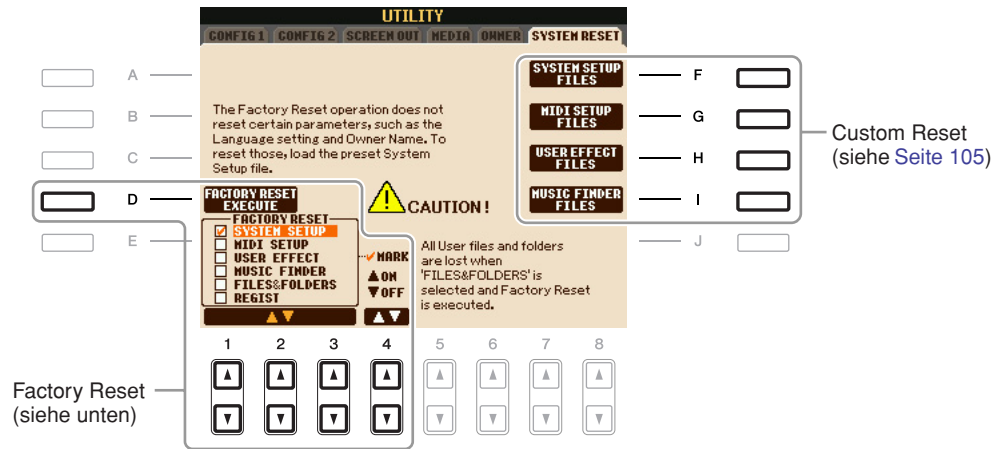 UTILITY
CONFIG 1 CONFIG 2 SCREEN OUT MEDIA OWNER SYSTEM RESET
A
B
C
D
E
The Factory Reset operation does not
reset certain parameters, such as the
Language setting and Owner Name. To
reset those, load the preset System
Setup file.
SYSTEM SETUP
FILES
F
MIDI SETUP
FILES
G
USER EFFECT
FILES
H
MUSIC FINDER
FILES
I
J
Custom Reset
(siehe Seite 105)
FACTORY RESET
EXECUTE
CAUTION !
FACTORY RESET
SYSTEM SETUP
MIDI SETUP
USER EFFECT
MUSIC FINDER
FILES&FOLDERS
REGIST
MARK
▲ON
▼OFF
All User files and folders
are lost when
'FILES&FOLDERS' is
selected and Factory Reset
is executed.
1 2 3 4 5 6 7 8
Factory Reset
(siehe unten)